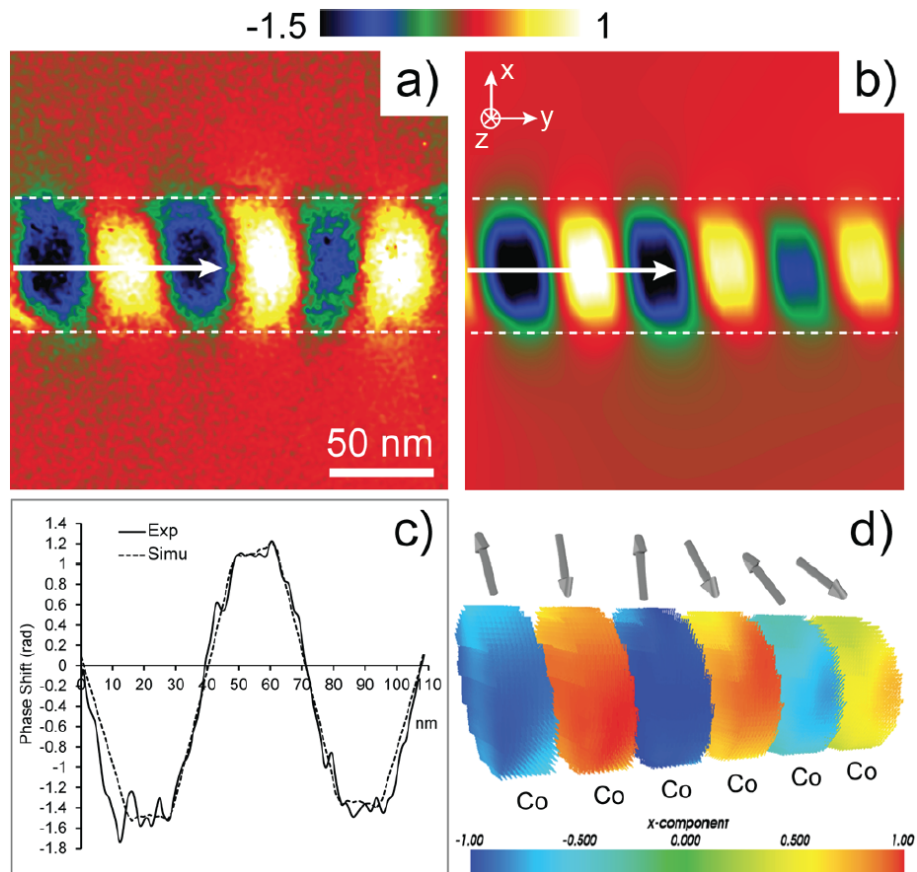 -1.5 1
a) b)
x
y
z
50 nm
c) d)
Exp
Simu
Phase Shift (rad)
1.4
1.2
1
0.8
0.6
0.4
0.2
0
-0.2
-0.4
-0.6
-0.8
-1
-1.2
-1.4
-1.6
-1.8
0 10 20 30 40 50 60 70 80 90 100 110
nm
Co Co Co Co Co Co
x-component
-1.00 -0.500 0.000 0.500 1.00